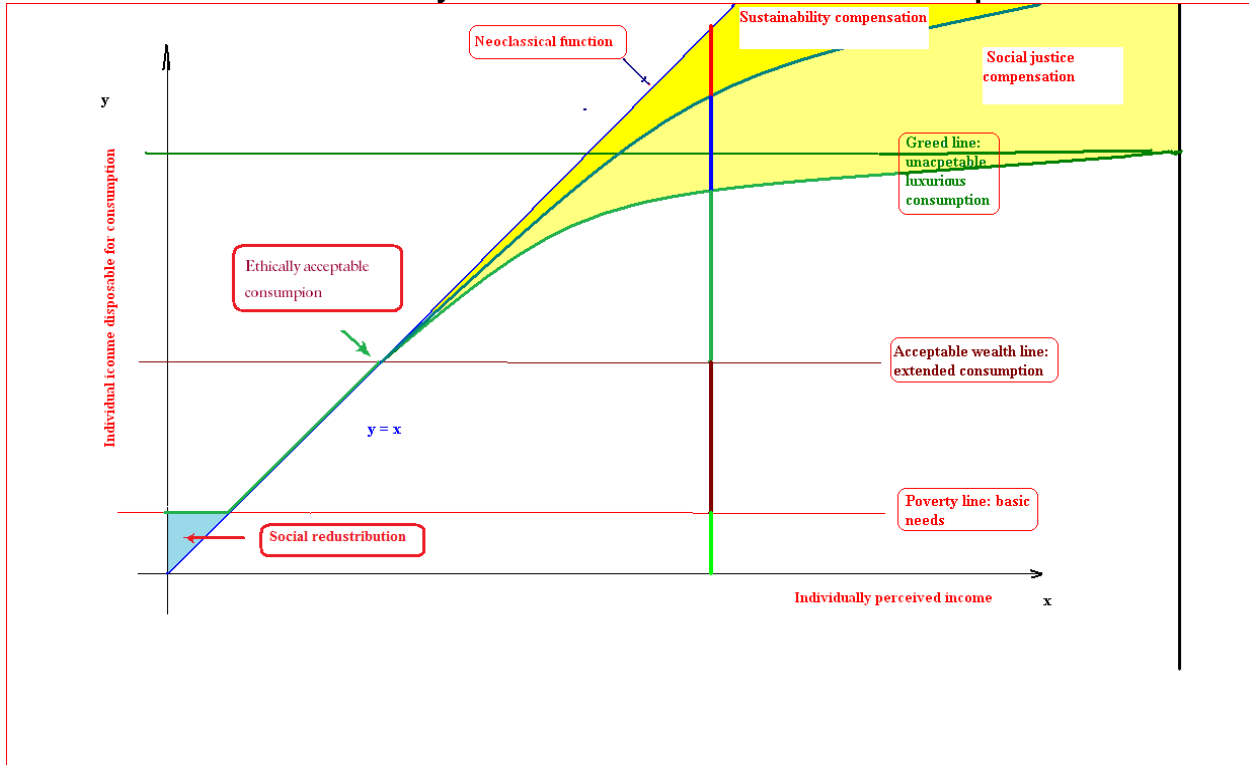 Sustainability compensation
Neoclassical function
Social justice
compensation
y
Greed line:
unacpetable
luxurious
consumption
Individual iconme disposable for consumption
Ethically acceptable
consumpion
Acceptable wealth line:
extended consumption
y = x
Poverty line: basic
needs
Social redustribution
Individually perceived income
x